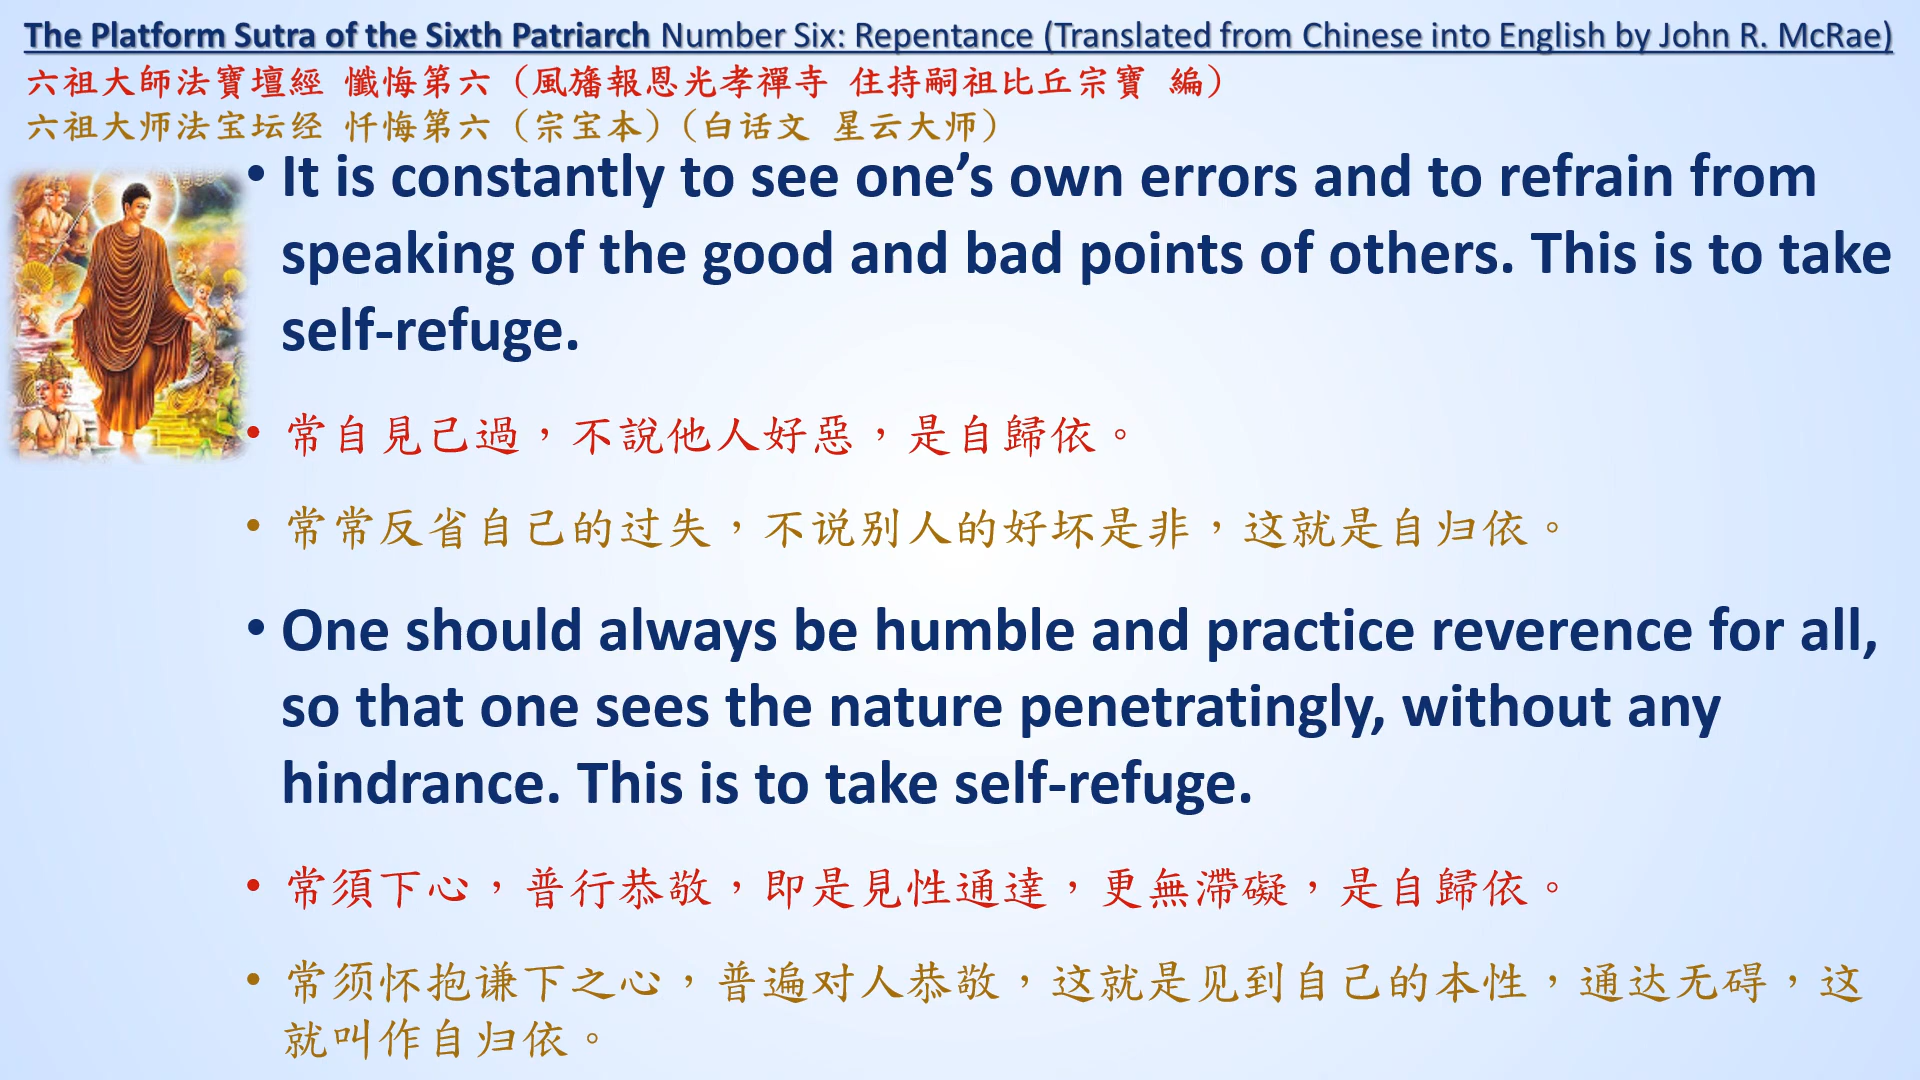 The Platform Sutra of the Sixth Patriarch Number Six: Repentance (Translated from Chinese into English by John R. McRae)
六祖大師法寶壇經 懺悔第六（風旛報恩光孝禪寺 住持嗣祖比丘宗寶 編）
六祖大师法宝坛经 忏悔第六（宗宝本）（白话文 星云大师）
• It is constantly to see one’s own errors and to refrain from
speaking of the good and bad points of others. This is to take
self-refuge.
• 常自見己過，不說他人好惡，是自歸依。
• 常常反省自己的过失，不说别人的好坏是非，这就是自归依。
• One should always be humble and practice reverence for all,
so that one sees the nature penetratingly, without any
hindrance. This is to take self-refuge.
• 常須下心，普行恭敬，即是見性通達，更無滯礙，是自歸依。
• 常须怀抱谦下之心，普遍对人恭敬，这就是见到自己的本性，通达无碍，这
就叫作自归依。